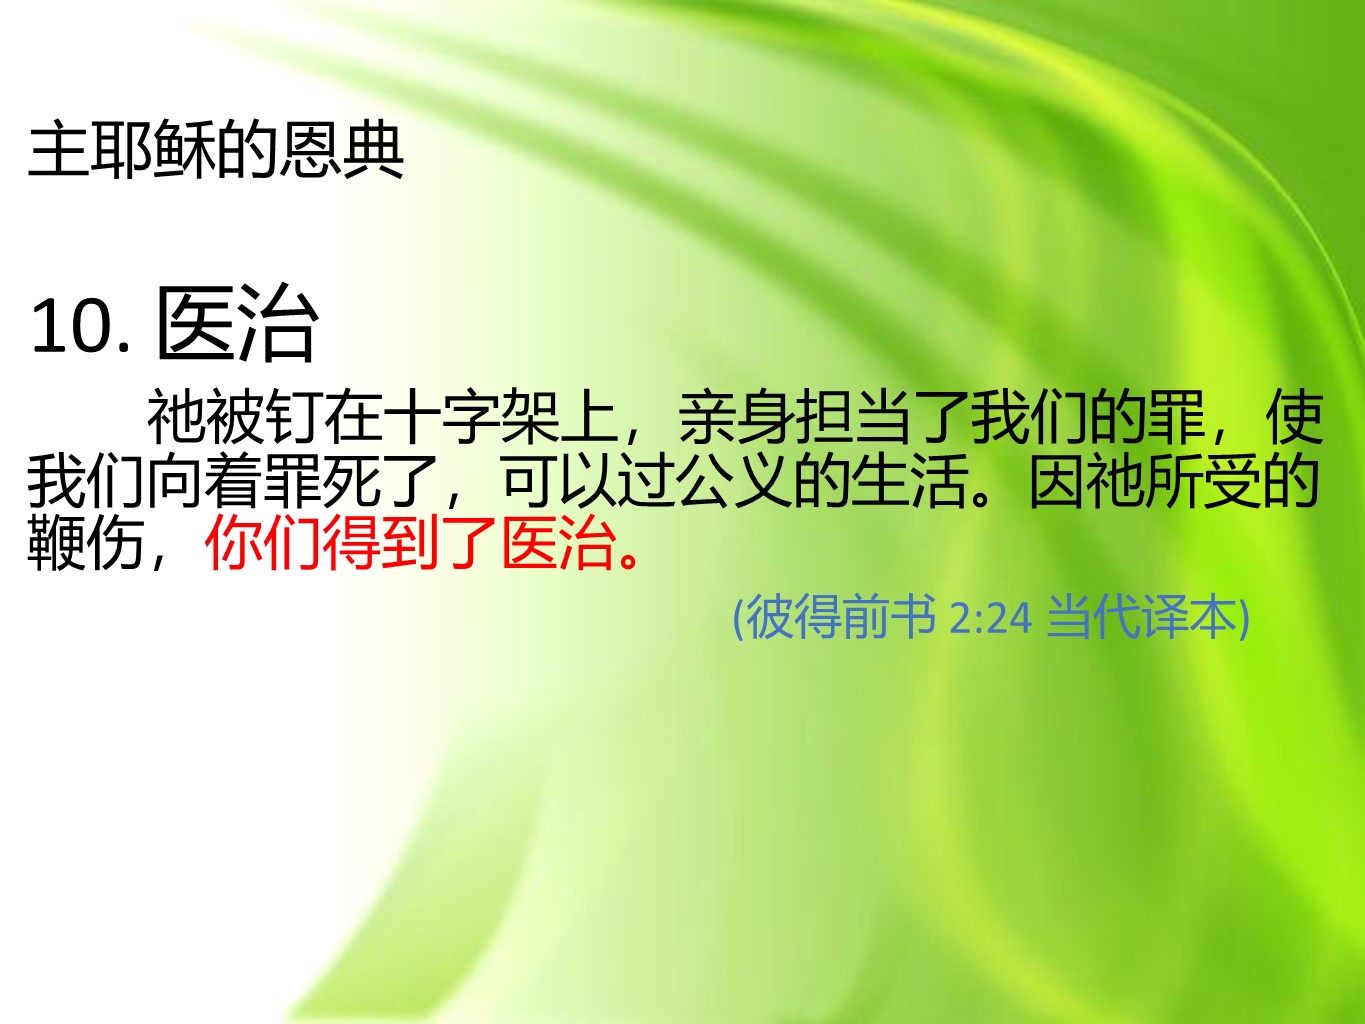 主耶稣的恩典
10. 医治
祂被钉在十字架上，亲身担当了我们的罪，使
我们向着罪死了，可以过公义的生活。因祂所受的
鞭伤，你们得到了医治。
(彼得前书 2:24 当代译本)